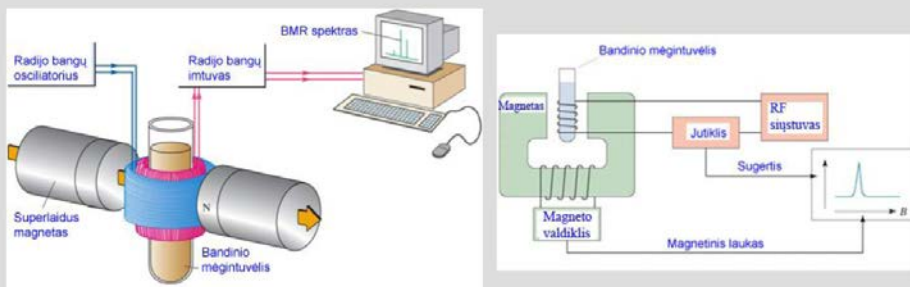 BMR spektras
Radijo bangų
osciliatorius
Radijo bangų
imtuvas
Superlaidus
magnetas
N
Bandinio
mėgintuvėlis
Bandinio mėgintuvėlis
Magnetas
RF
siųstuvas
Jutiklis
Sugertis
Magneto
valdiklis
B
Magnetinis laukas